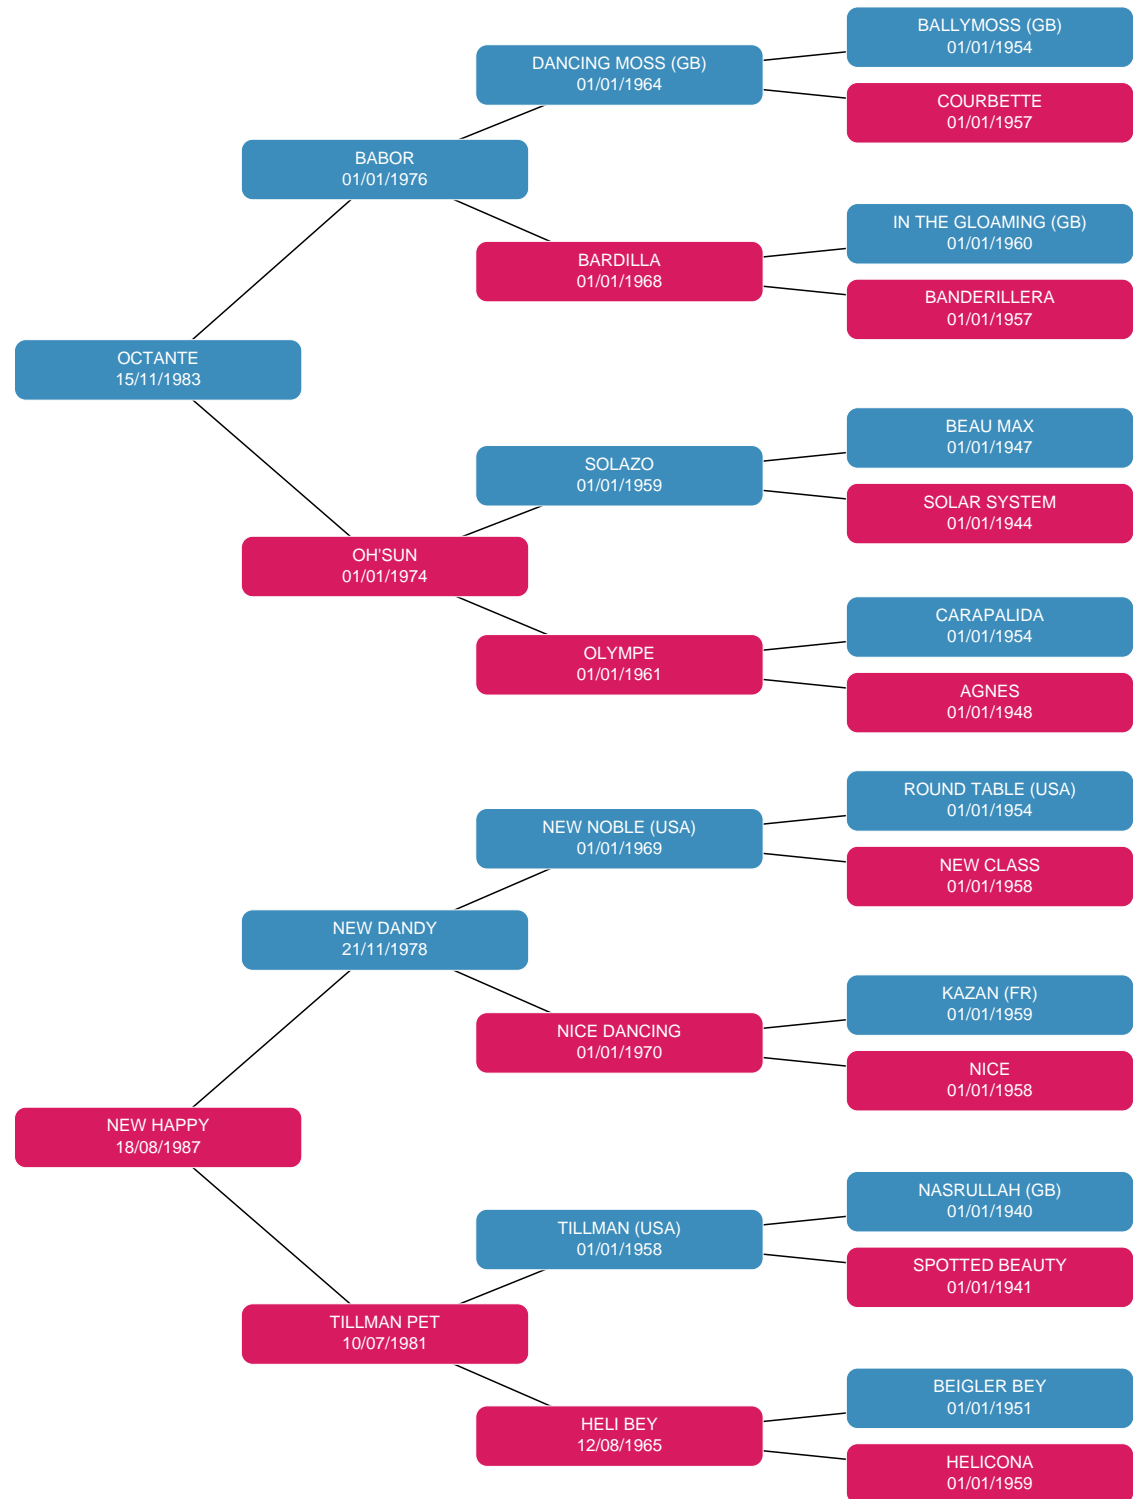 BALLYMOSS (GB)
01/01/1954
DANCING MOSS (GB)
01/01/1964
COURBETTE
01/01/1957
BABOR
01/01/1976
IN THE GLOAMING (GB)
01/01/1960
BARDILLA
01/01/1968
BANDERILLERA
01/01/1957
OCTANTE
15/11/1983
BEAU MAX
01/01/1947
SOLAZO
01/01/1959
SOLAR SYSTEM
01/01/1944
OH'SUN
01/01/1974
CARAPALIDA
01/01/1954
OLYMPE
01/01/1961
AGNES
01/01/1948
ROUND TABLE (USA)
01/01/1954
NEW NOBLE (USA)
01/01/1969
NEW CLASS
01/01/1958
NEW DANDY
21/11/1978
KAZAN (FR)
01/01/1959
NICE DANCING
01/01/1970
NICE
01/01/1958
NEW HAPPY
18/08/1987
NASRULLAH (GB)
01/01/1940
TILLMAN (USA)
01/01/1958
SPOTTED BEAUTY
01/01/1941
TILLMAN PET
10/07/1981
BEIGLER BEY
01/01/1951
HELI BEY
12/08/1965
HELICONA
01/01/1959